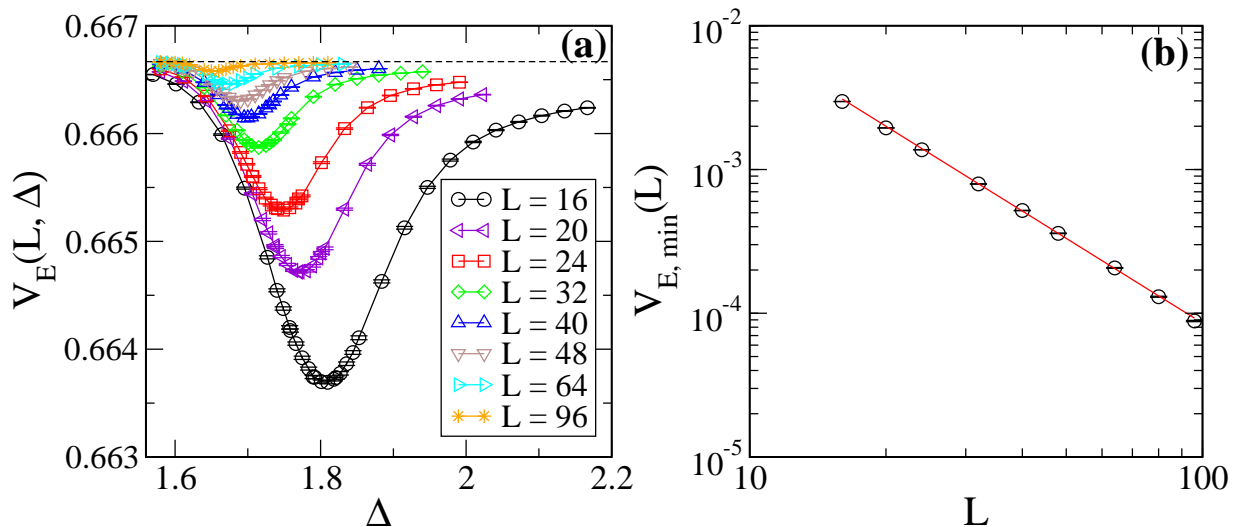 (a)
0.667
0.666
0.665
0.664
0.663
V_E(L, Δ)
L = 16
L = 20
L = 24
L = 32
L = 40
L = 48
L = 64
L = 96
1.6 1.8 2 2.2
Δ
(b)
10^-2
10^-3
10^-4
10^-5
V_E, min(L)
10 100
L